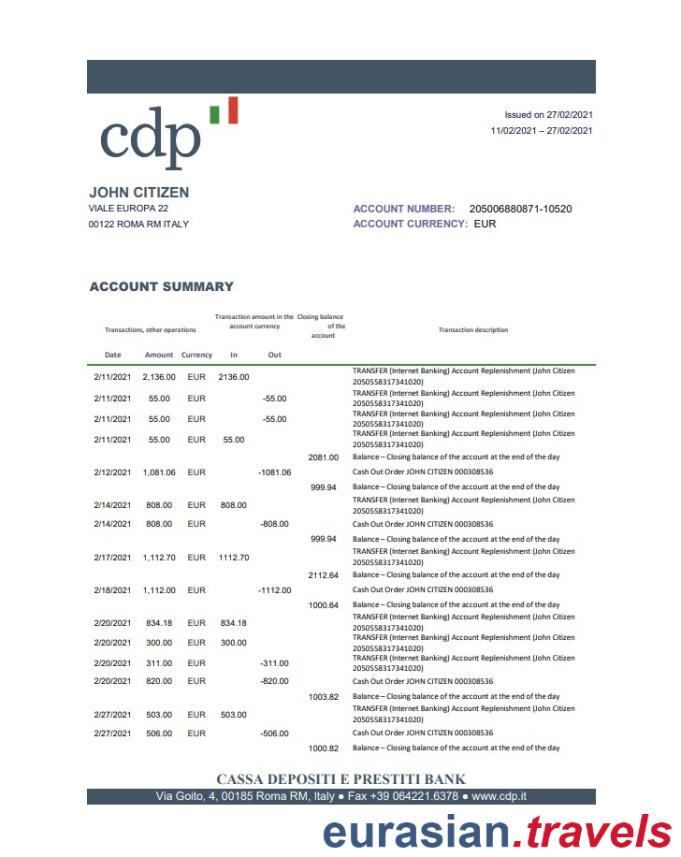 cdp
Issued on 27/02/2021
11/02/2021 – 27/02/2021
JOHN CITIZEN
VIALE EUROPA 22
00122 ROMA RM ITALY
ACCOUNT NUMBER: 205006880871-10520
ACCOUNT CURRENCY: EUR
ACCOUNT SUMMARY
Transactions, other operations
Transaction amount in the
account currency
Closing balance
of the
account
Transaction description
Date Amount Currency In Out
2/11/2021 2,136.00 EUR 2136.00 TRANSFER (Internet Banking) Account Replenishment (John Citizen
2050558317341020)
2/11/2021 55.00 EUR -55.00 TRANSFER (Internet Banking) Account Replenishment (John Citizen
2050558317341020)
2/11/2021 55.00 EUR -55.00 TRANSFER (Internet Banking) Account Replenishment (John Citizen
2050558317341020)
2/11/2021 55.00 EUR 55.00 TRANSFER (Internet Banking) Account Replenishment (John Citizen
2050558317341020)
2081.00 Balance – Closing balance of the account at the end of the day
2/12/2021 1,081.06 EUR -1081.06 Cash Out Order JOHN CITIZEN 000308536
999.94 Balance – Closing balance of the account at the end of the day
2/14/2021 808.00 EUR 808.00 TRANSFER (Internet Banking) Account Replenishment (John Citizen
2050558317341020)
2/14/2021 808.00 EUR -808.00 Cash Out Order JOHN CITIZEN 000308536
999.94 Balance – Closing balance of the account at the end of the day
2/17/2021 1,112.70 EUR 1112.70 TRANSFER (Internet Banking) Account Replenishment (John Citizen
2050558317341020)
2112.64 Balance – Closing balance of the account at the end of the day
2/18/2021 1,112.00 EUR -1112.00 Cash Out Order JOHN CITIZEN 000308536
1000.64 Balance – Closing balance of the account at the end of the day
2/20/2021 834.18 EUR 834.18 TRANSFER (Internet Banking) Account Replenishment (John Citizen
2050558317341020)
2/20/2021 300.00 EUR 300.00 TRANSFER (Internet Banking) Account Replenishment (John Citizen
2050558317341020)
2/20/2021 311.00 EUR -311.00 TRANSFER (Internet Banking) Account Replenishment (John Citizen
2050558317341020)
2/20/2021 820.00 EUR -820.00 Cash Out Order JOHN CITIZEN 000308536
1003.82 Balance – Closing balance of the account at the end of the day
2/27/2021 503.00 EUR 503.00 TRANSFER (Internet Banking) Account Replenishment (John Citizen
2050558317341020)
2/27/2021 506.00 EUR -506.00 Cash Out Order JOHN CITIZEN 000308536
1000.82 Balance – Closing balance of the account at the end of the day
CASSA DEPOSITI E PRESTITI BANK
Via Goito, 4, 00185 Roma RM, Italy ● Fax +39 064221.6378 ● www.cdp.it
eurasian.travels